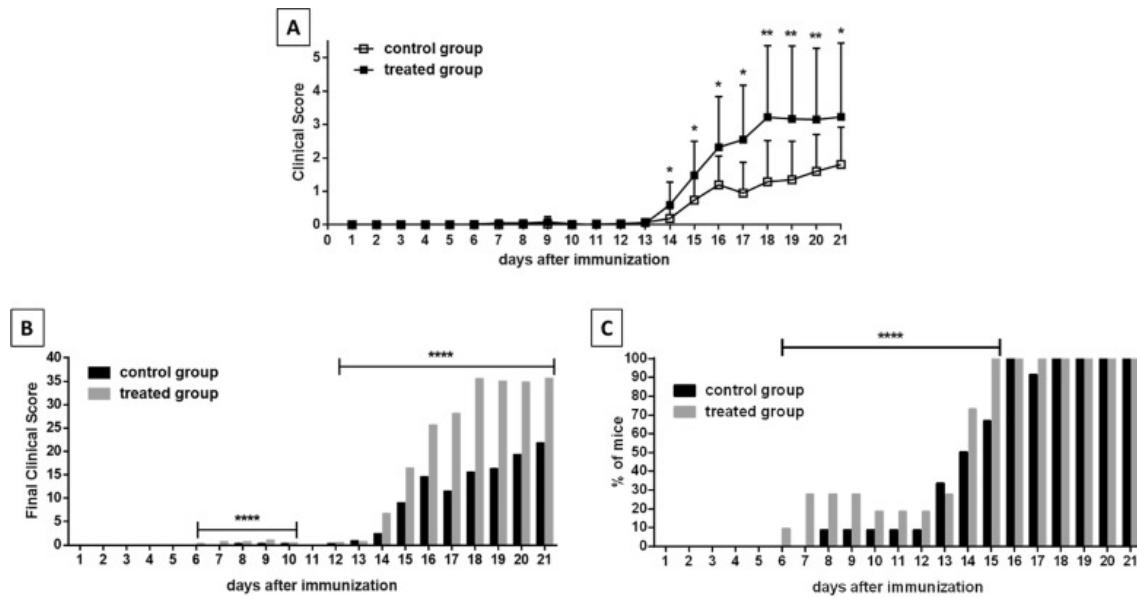 A
control group
treated group
* * * * ** ** ** *
Clinical Score
5
4
3
2
1
0
0 1 2 3 4 5 6 7 8 9 10 11 12 13 14 15 16 17 18 19 20 21
days after immunization
B
****
****
control group
treated group
Final Clinical Score
40
35
30
25
20
15
10
5
0
1 2 3 4 5 6 7 8 9 10 11 12 13 14 15 16 17 18 19 20 21
days after immunization
C
****
control group
treated group
% of mice
100
90
80
70
60
50
40
30
20
10
0
1 2 3 4 5 6 7 8 9 10 11 12 13 14 15 16 17 18 19 20 21
days after immunization